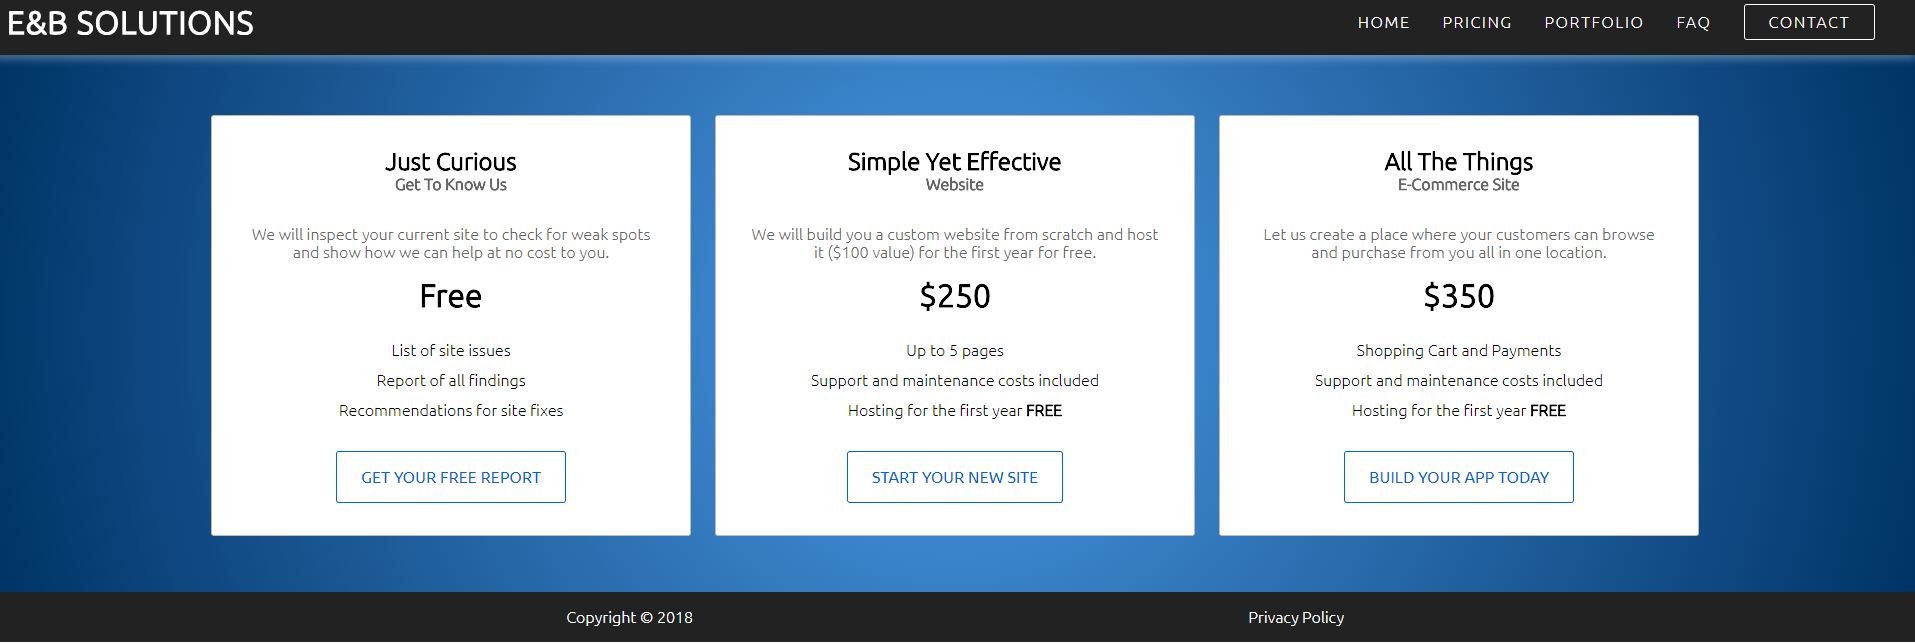 E&B SOLUTIONS
HOME
PRICING
PORTFOLIO
FAQ
CONTACT
Just Curious
Get To Know Us
We will inspect your current site to check for weak spots
and show how we can help at no cost to you.
Free
List of site issues
Report of all findings
Recommendations for site fixes
GET YOUR FREE REPORT
Simple Yet Effective
Website
We will build you a custom website from scratch and host
it ($100 value) for the first year for free.
$250
Up to 5 pages
Support and maintenance costs included
Hosting for the first year FREE
START YOUR NEW SITE
All The Things
E-Commerce Site
Let us create a place where your customers can browse
and purchase from you all in one location.
$350
Shopping Cart and Payments
Support and maintenance costs included
Hosting for the first year FREE
BUILD YOUR APP TODAY
Copyright © 2018
Privacy Policy